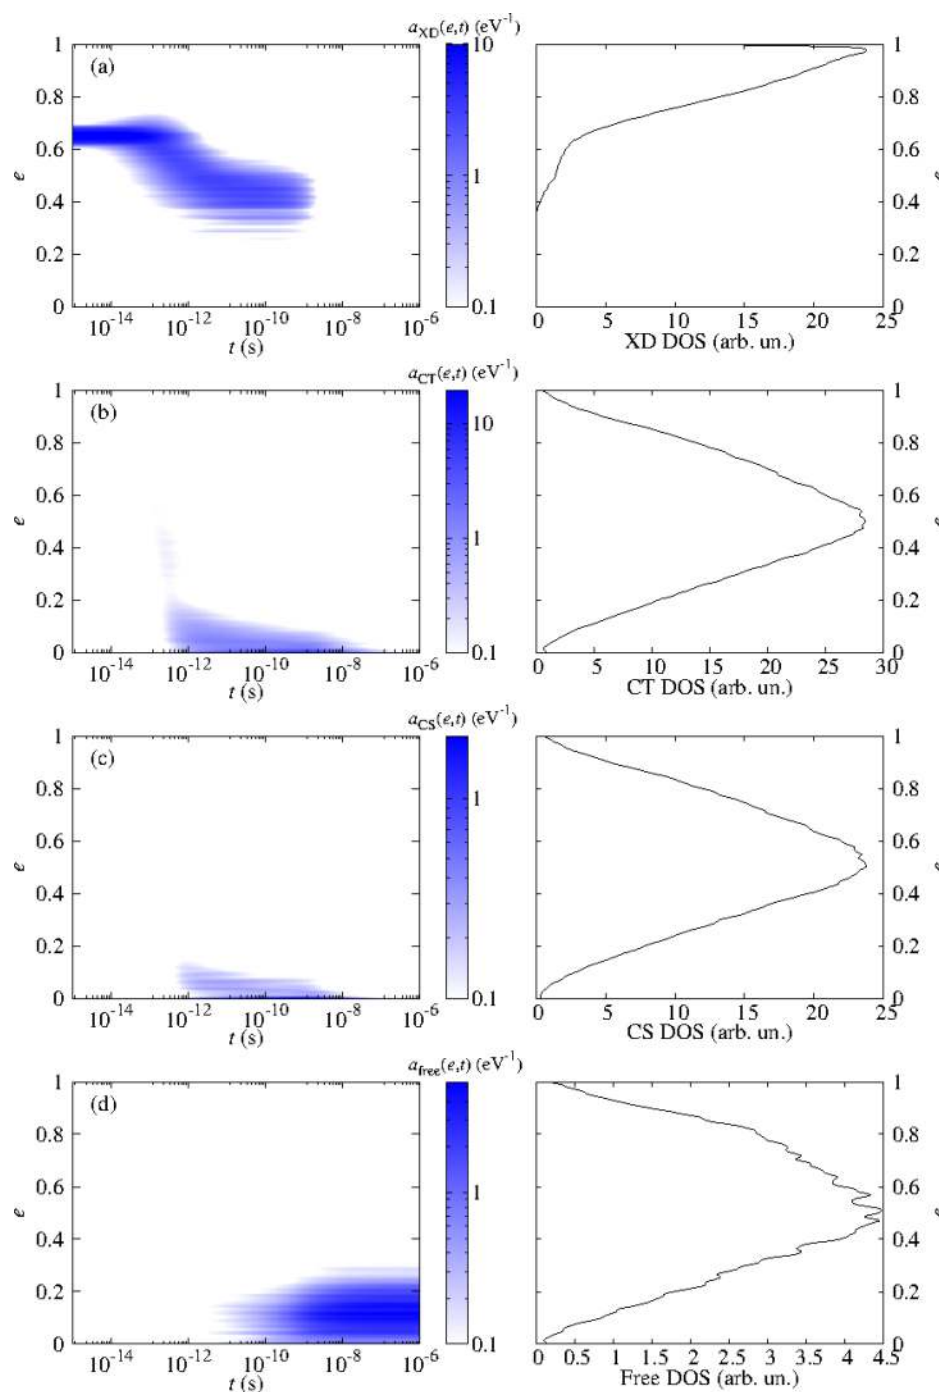 a_XD(e,t) (eV⁻¹)
(a)
1
0.8
0.6
0.4
0.2
0
e
10⁻¹⁴ 10⁻¹² 10⁻¹⁰ 10⁻⁸ 10⁻⁶
t (s)
10
1
0.1
1
0.8
0.6
0.4
0.2
0
e
0 5 10 15 20 25
XD DOS (arb. un.)
a_CT(e,t) (eV⁻¹)
(b)
1
0.8
0.6
0.4
0.2
0
e
10⁻¹⁴ 10⁻¹² 10⁻¹⁰ 10⁻⁸ 10⁻⁶
t (s)
10
1
0.1
1
0.8
0.6
0.4
0.2
0
e
0 5 10 15 20 25 30
CT DOS (arb. un.)
a_CS(e,t) (eV⁻¹)
(c)
1
0.8
0.6
0.4
0.2
0
e
10⁻¹⁴ 10⁻¹² 10⁻¹⁰ 10⁻⁸ 10⁻⁶
t (s)
1
0.1
1
0.8
0.6
0.4
0.2
0
e
0 5 10 15 20 25
CS DOS (arb. un.)
a_free(e,t) (eV⁻¹)
(d)
1
0.8
0.6
0.4
0.2
0
e
10⁻¹⁴ 10⁻¹² 10⁻¹⁰ 10⁻⁸ 10⁻⁶
t (s)
1
0.1
1
0.8
0.6
0.4
0.2
0
e
0 0.5 1 1.5 2 2.5 3 3.5 4 4.5
Free DOS (arb. un.)